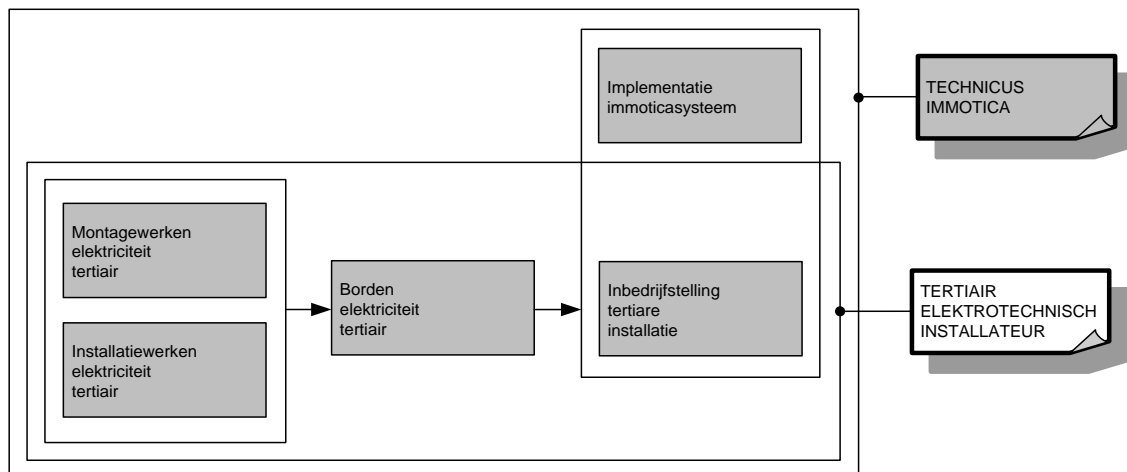 Implementatie
immoticasysteem
TECHNICUS
IMMOTICA
Montagewerken
elektriciteit
tertiair
Installatiewerken
elektriciteit
tertiair
Borden
elektriciteit
tertiair
Inbedrijfstelling
tertiare
installatie
TERTIAIR
ELEKTROTECHNISCH
INSTALLATEUR